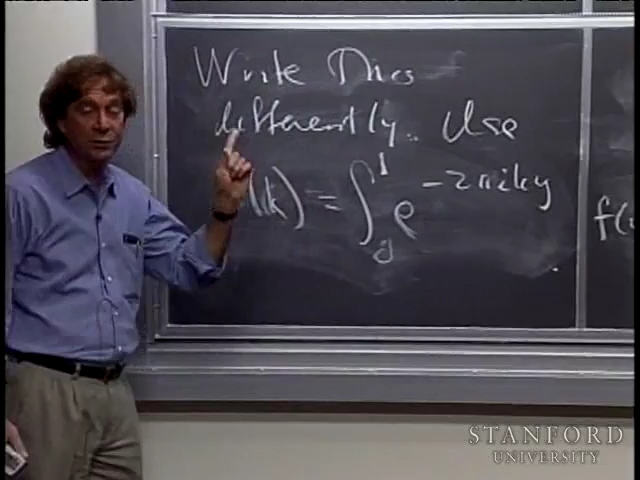 Write This
differently. Use
(k) = ∫₀¹ e^{-2πiky}
f(
STANFORD
UNIVERSITY